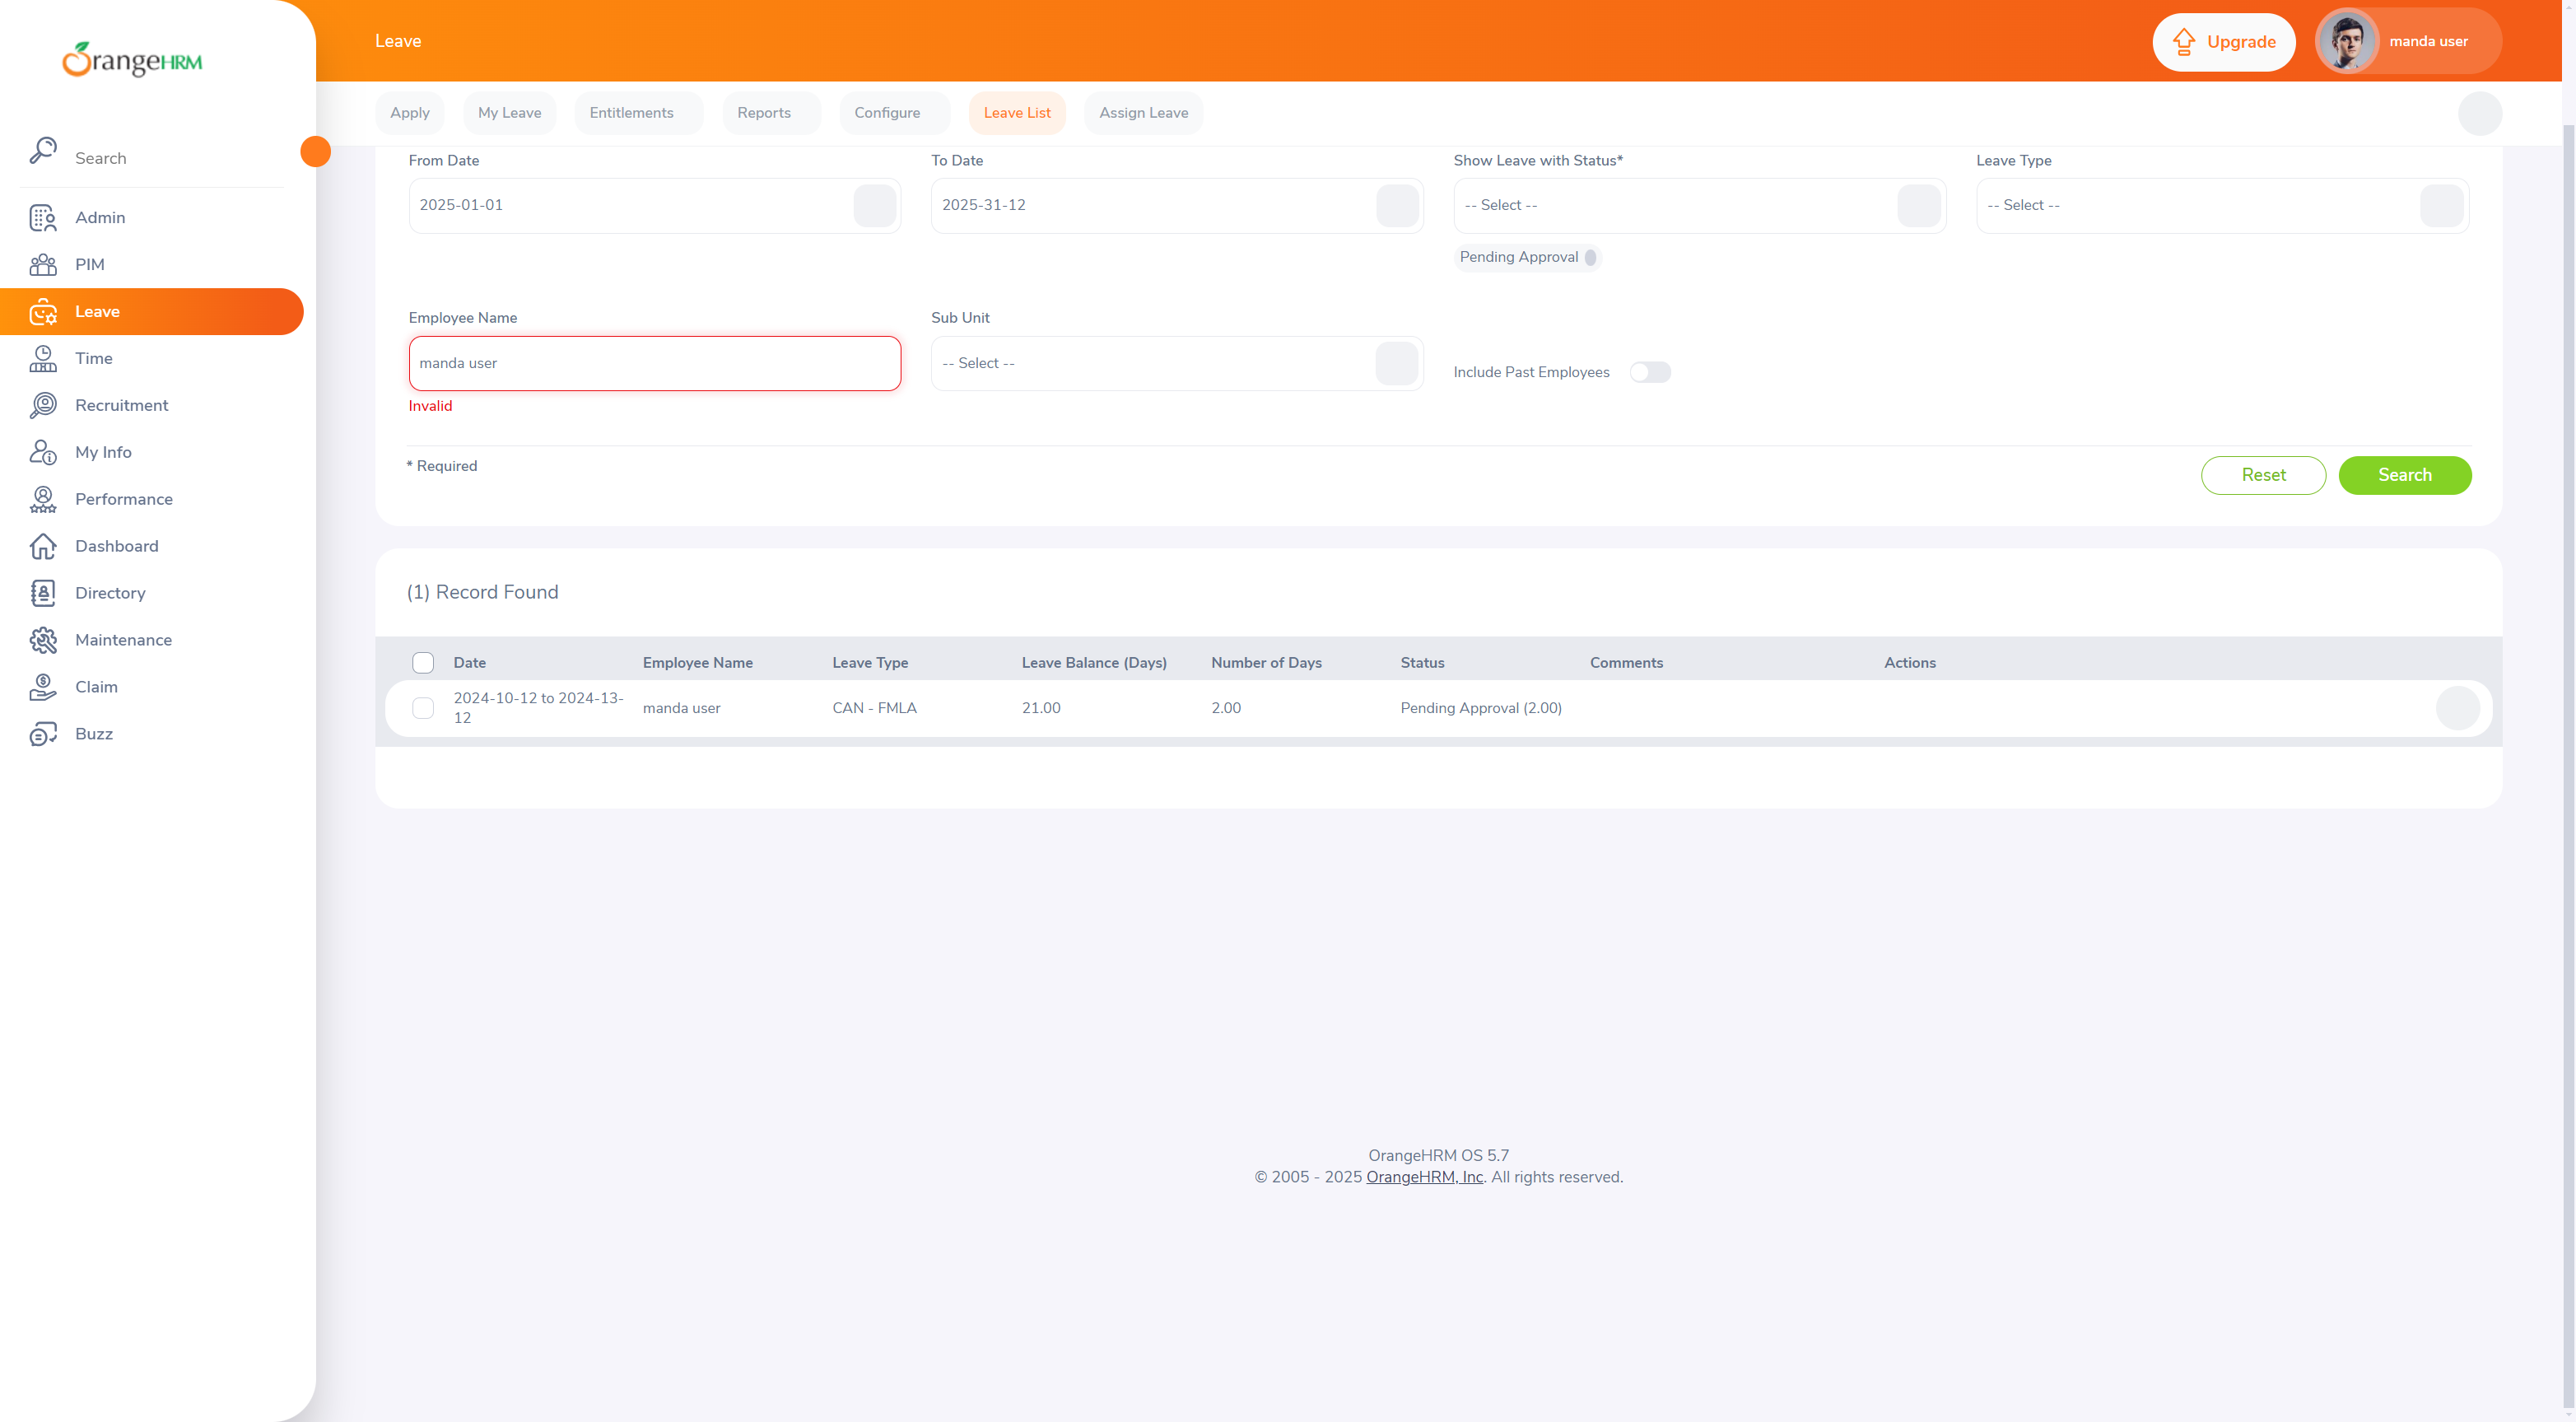 OrangeHRM
Leave
Upgrade
manda user
Apply
My Leave
Entitlements
Reports
Configure
Leave List
Assign Leave
Search
Admin
PIM
Leave
Time
Recruitment
My Info
Performance
Dashboard
Directory
Maintenance
Claim
Buzz
From Date
To Date
Show Leave with Status*
Leave Type
2025-01-01
2025-31-12
-- Select --
-- Select --
Pending Approval
Employee Name
Sub Unit
manda user
-- Select --
Include Past Employees
Invalid
* Required
Reset
Search
(1) Record Found
Date
Employee Name
Leave Type
Leave Balance (Days)
Number of Days
Status
Comments
Actions
2024-10-12 to 2024-13-
12
manda user
CAN - FMLA
21.00
2.00
Pending Approval (2.00)
OrangeHRM OS 5.7
© 2005 - 2025 OrangeHRM, Inc. All rights reserved.